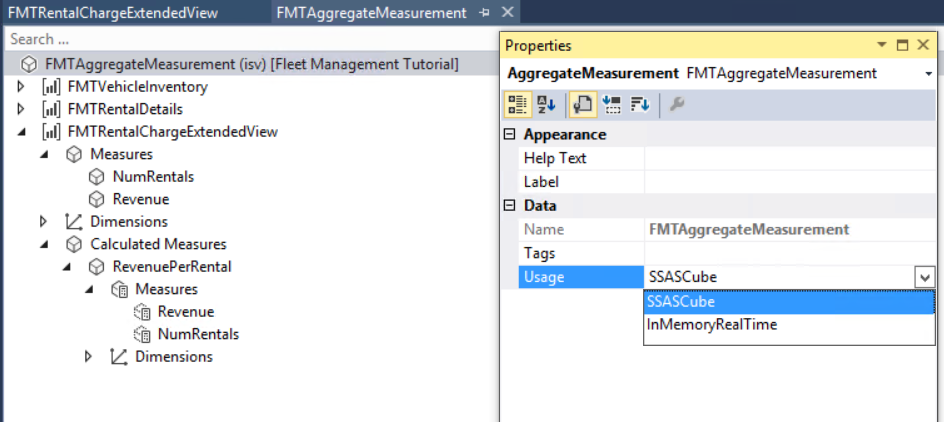 FMTRentalChargeExtendedView
FMTAggregateMeasurement
Search ...
FMTAggregateMeasurement (isv) [Fleet Management Tutorial]
FMTVehicleInventory
FMTRentalDetails
FMTRentalChargeExtendedView
Measures
NumRentals
Revenue
Dimensions
Calculated Measures
RevenuePerRental
Measures
Revenue
NumRentals
Dimensions
Properties
AggregateMeasurement FMTAggregateMeasurement
Appearance
Help Text
Label
Data
Name FMTAggregateMeasurement
Tags
Usage SSASCube
SSASCube
InMemoryRealTime